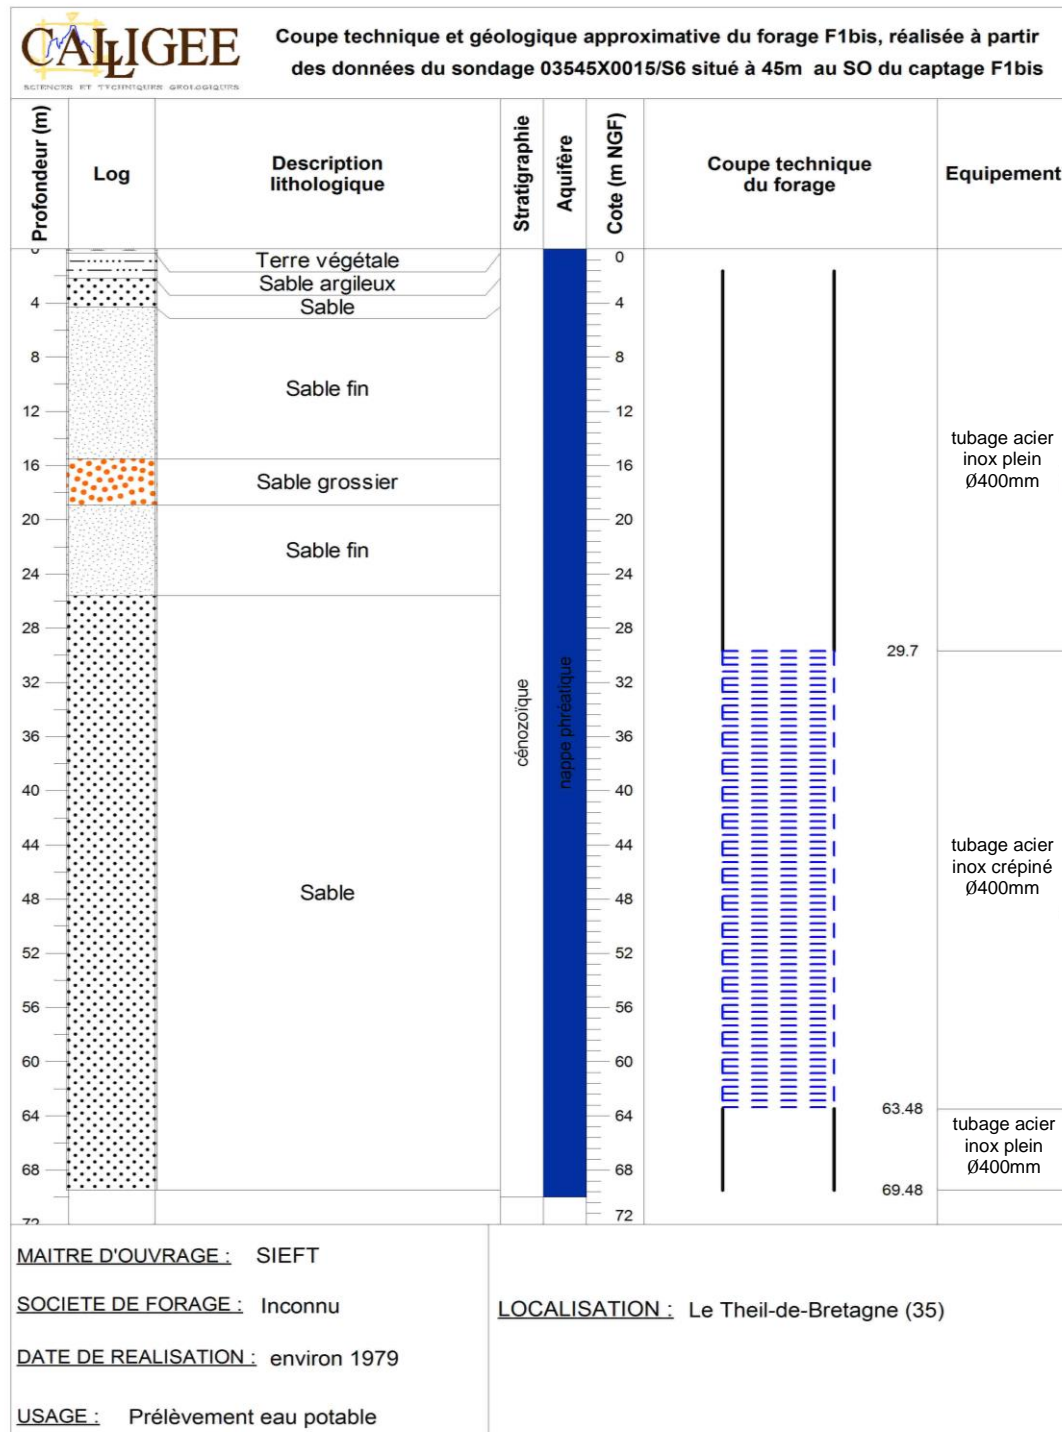 CALLIGEE
SCIENCES ET TECHNIQUES GEOLOGIQUES
Coupe technique et géologique approximative du forage F1bis, réalisée à partir
des données du sondage 03545X0015/S6 situé à 45m au SO du captage F1bis
Profondeur (m)
Log
Description
lithologique
Stratigraphie
Aquifère
Cote (m NGF)
Coupe technique
du forage
Equipement
0
4
8
12
16
20
24
28
32
36
40
44
48
52
56
60
64
68
72
Terre végétale
Sable argileux
Sable
Sable fin
Sable grossier
Sable fin
Sable
cénozoïque
nappe phréatique
0
4
8
12
16
20
24
28
32
36
40
44
48
52
56
60
64
68
72
29.7
63.48
69.48
tubage acier
inox plein
Ø400mm
tubage acier
inox crépiné
Ø400mm
tubage acier
inox plein
Ø400mm
MAITRE D'OUVRAGE : SIEFT
SOCIETE DE FORAGE : Inconnu
DATE DE REALISATION : environ 1979
USAGE : Prélèvement eau potable
LOCALISATION : Le Theil-de-Bretagne (35)